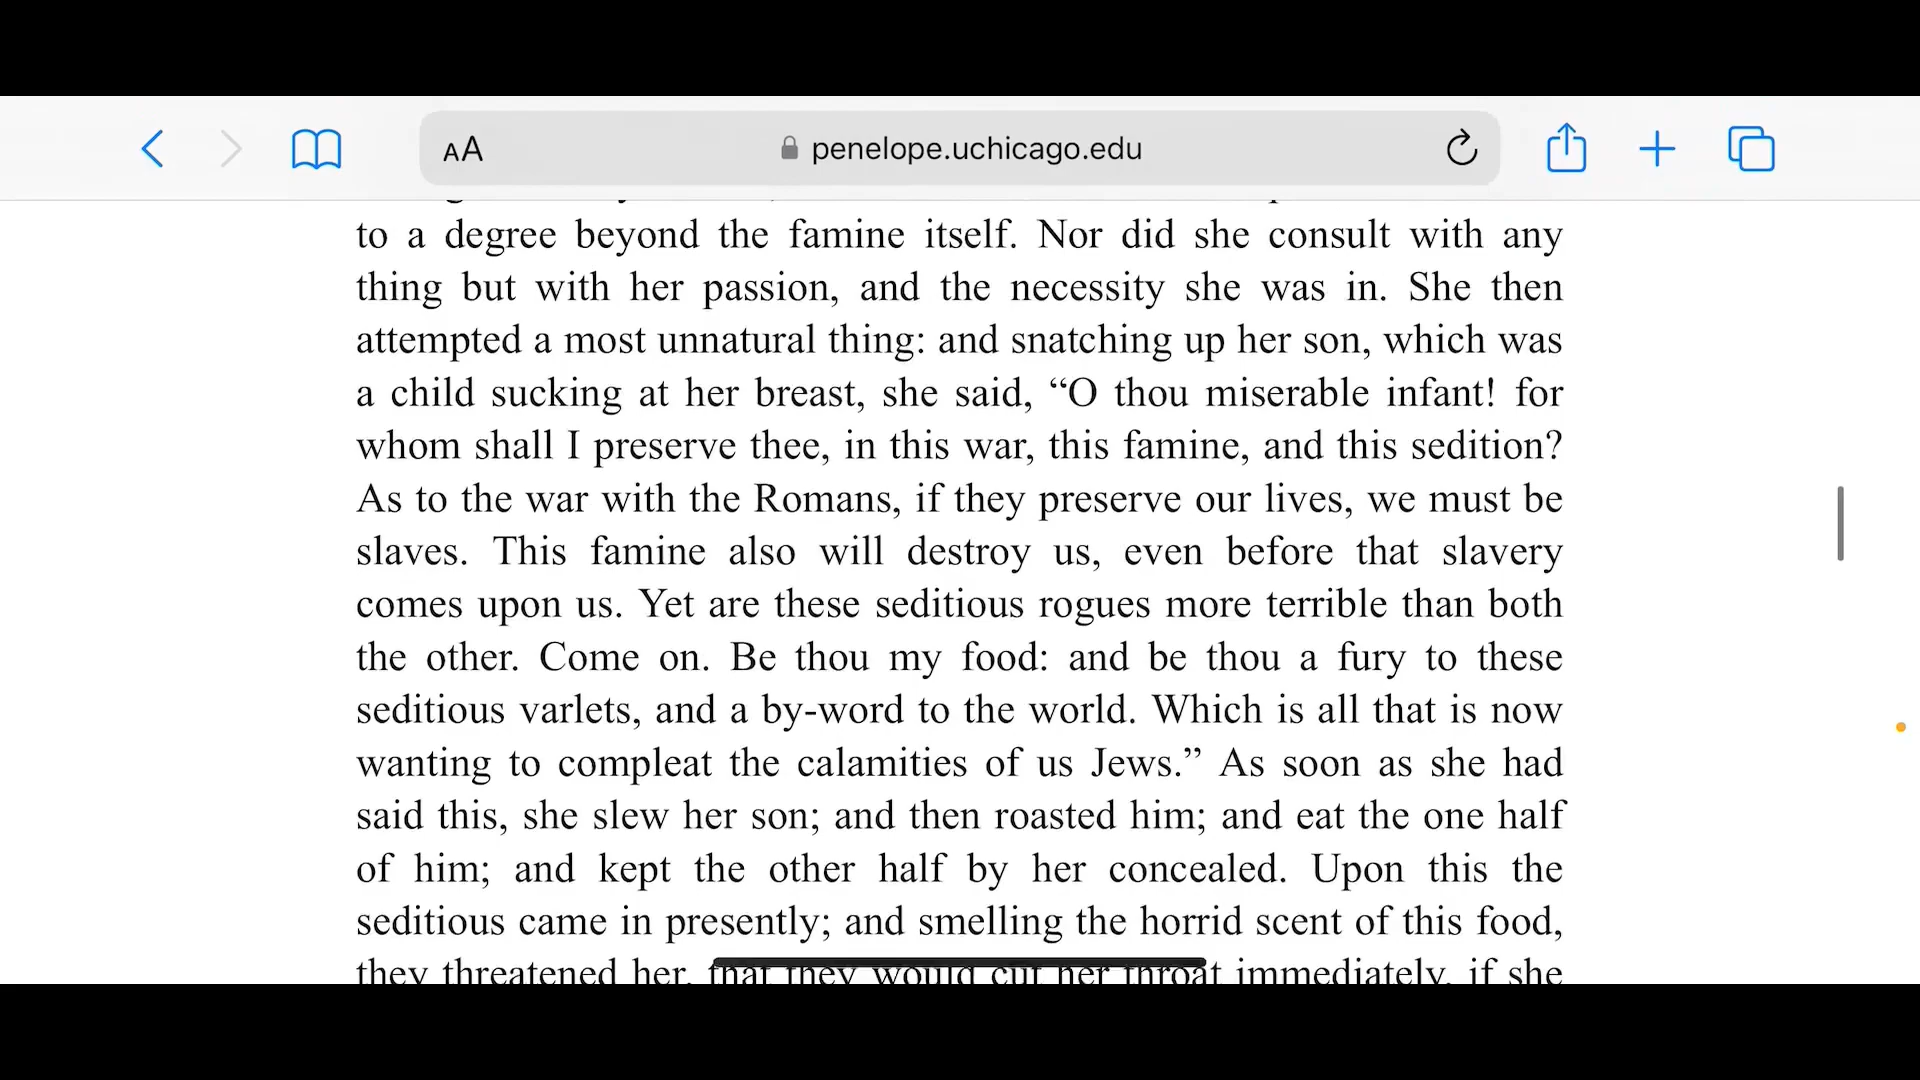 AA penelope.uchicago.edu
to a degree beyond the famine itself. Nor did she consult with any
thing but with her passion, and the necessity she was in. She then
attempted a most unnatural thing: and snatching up her son, which was
a child sucking at her breast, she said, “O thou miserable infant! for
whom shall I preserve thee, in this war, this famine, and this sedition?
As to the war with the Romans, if they preserve our lives, we must be
slaves. This famine also will destroy us, even before that slavery
comes upon us. Yet are these seditious rogues more terrible than both
the other. Come on. Be thou my food: and be thou a fury to these
seditious varlets, and a by-word to the world. Which is all that is now
wanting to compleat the calamities of us Jews.” As soon as she had
said this, she slew her son; and then roasted him; and eat the one half
of him; and kept the other half by her concealed. Upon this the
seditious came in presently; and smelling the horrid scent of this food,
they threatened her, that they would cut her throat immediately, if she